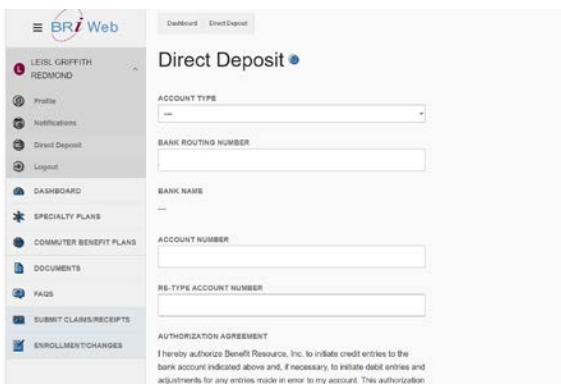 BRi Web
LEISL GRIFFITH
REDMOND
Profile
Notifications
Direct Deposit
Logout
DASHBOARD
SPECIALTY PLANS
COMMUTER BENEFIT PLANS
DOCUMENTS
FAQS
SUBMIT CLAIMS/RECEIPTS
ENROLLMENT/CHANGES
Dashboard Direct Deposit
Direct Deposit
ACCOUNT TYPE
---
BANK ROUTING NUMBER
BANK NAME
---
ACCOUNT NUMBER
RE-TYPE ACCOUNT NUMBER
AUTHORIZATION AGREEMENT
I hereby authorize Benefit Resource, Inc. to initiate credit entries to the
bank account indicated above and, if necessary, to initiate debit entries and
adjustments for any entries made in error to my account. This authorization